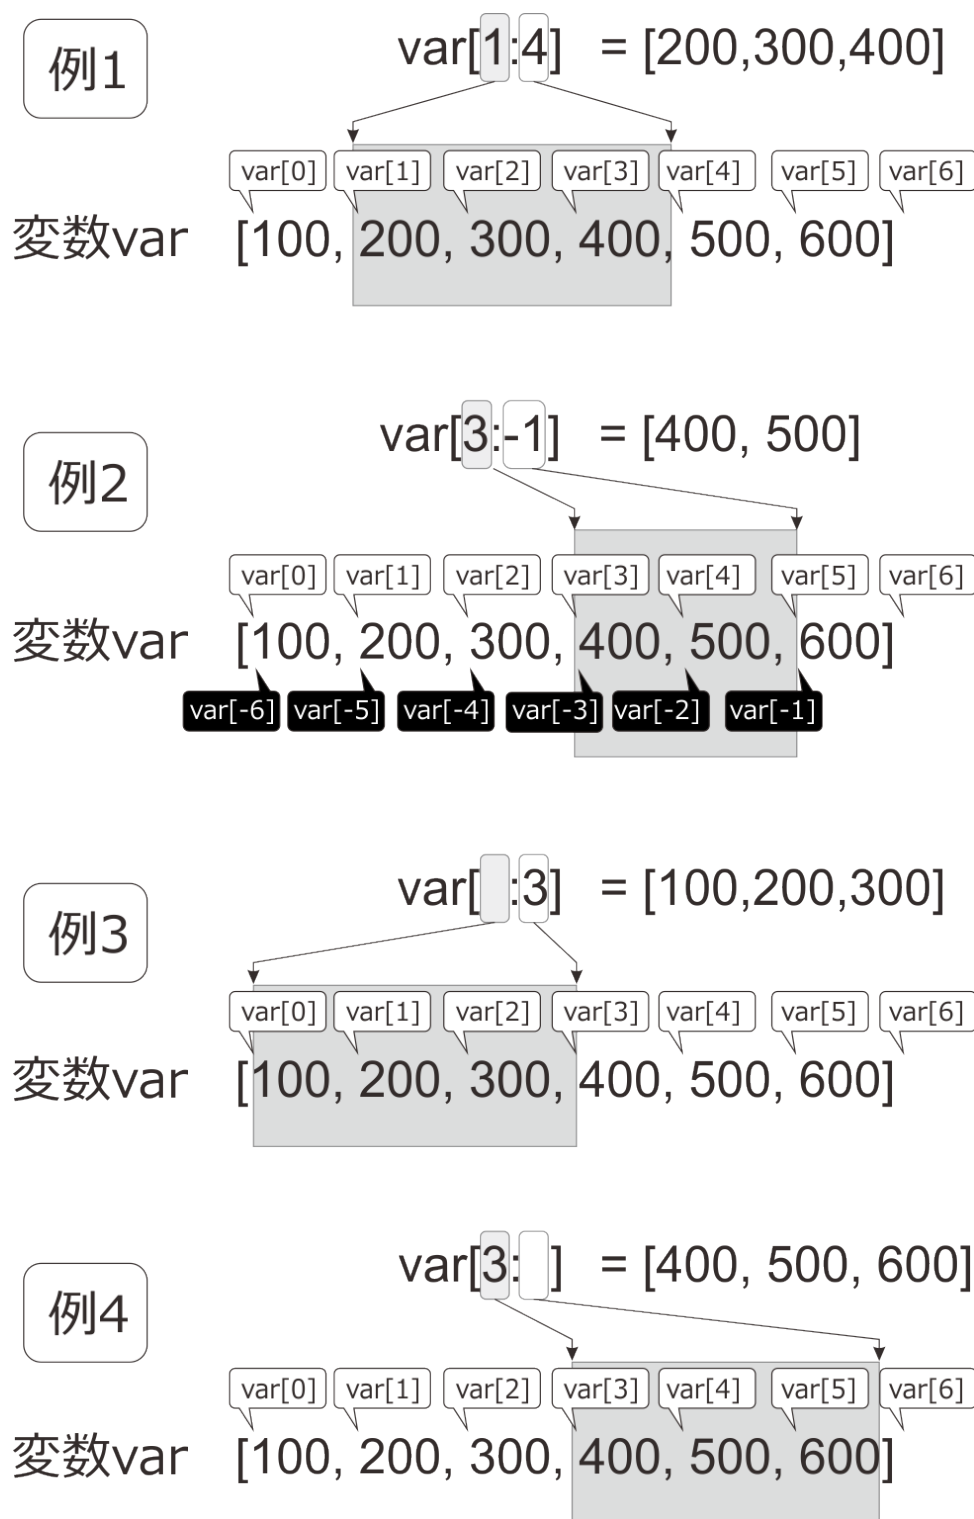 例1
var[1:4] = [200,300,400]
var[0] var[1] var[2] var[3] var[4] var[5] var[6]
変数var [100, 200, 300, 400, 500, 600]
例2
var[3:-1] = [400, 500]
var[0] var[1] var[2] var[3] var[4] var[5] var[6]
変数var [100, 200, 300, 400, 500, 600]
var[-6] var[-5] var[-4] var[-3] var[-2] var[-1]
例3
var[ :3] = [100,200,300]
var[0] var[1] var[2] var[3] var[4] var[5] var[6]
変数var [100, 200, 300, 400, 500, 600]
例4
var[3: ] = [400, 500, 600]
var[0] var[1] var[2] var[3] var[4] var[5] var[6]
変数var [100, 200, 300, 400, 500, 600]